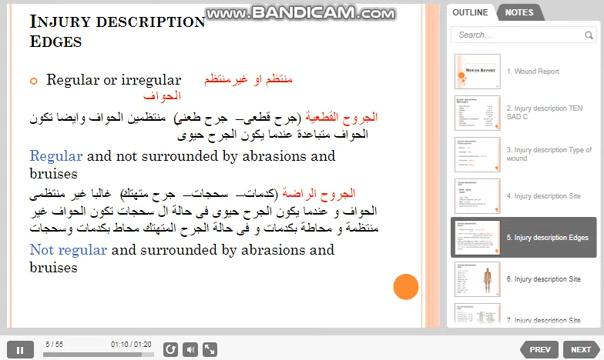 www.BANDICAM.com
INJURY DESCRIPTION
EDGES
Regular or irregular منتظم او غيرمنتظم
الحواف
الجروح القطعية (جرح قطعى– جرح طعنى) منتظمين الحواف وايضا تكون
الحواف متباعدة عندما يكون الجرح حيوى
Regular and not surrounded by abrasions and
bruises
الجروح الراضة (كدمات– سحجات– جرح متهتك) غالبا غير منتظمى
الحواف و عندما يكون الجرح حيوى فى حالة ال سحجات تكون الحواف غير
منتظمة و محاطة بكدمات و فى حالة الجرح المتهتك محاط بكدمات وسحجات
Not regular and surrounded by abrasions and
bruises
OUTLINE NOTES
Search...
WOUND REPORT
1. Wound Report
2. Injury description TEN
SAD C
3. Injury description Type of
wound
4. Injury description Site
5. Injury description Edges
6. Injury description Site
7. Injury description Site
5 / 55
01:10 / 01:20
PREV NEXT